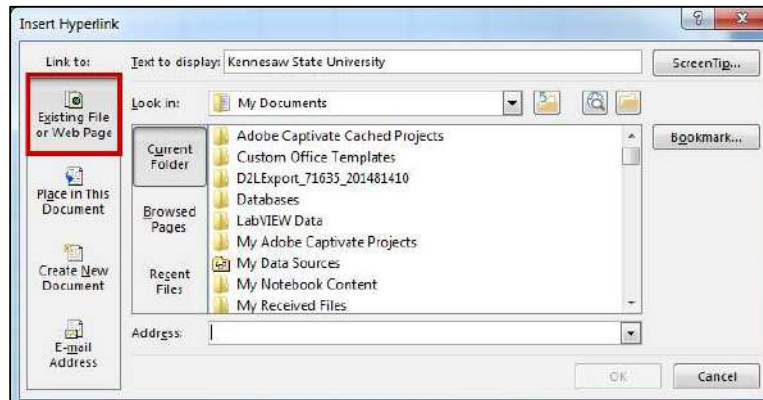 Insert Hyperlink
Link to:
Text to display: Kennesaw State University
ScreenTip...
Existing File
or Web Page
Look in:
My Documents
Bookmark...
Current
Folder
Adobe Captivate Cached Projects
Custom Office Templates
D2LExport_71635_201481410
Place in This
Document
Browsed
Pages
Databases
LabVIEW Data
My Adobe Captivate Projects
Create New
Document
Recent
Files
My Data Sources
My Notebook Content
My Received Files
E-mail
Address
Address:
OK
Cancel